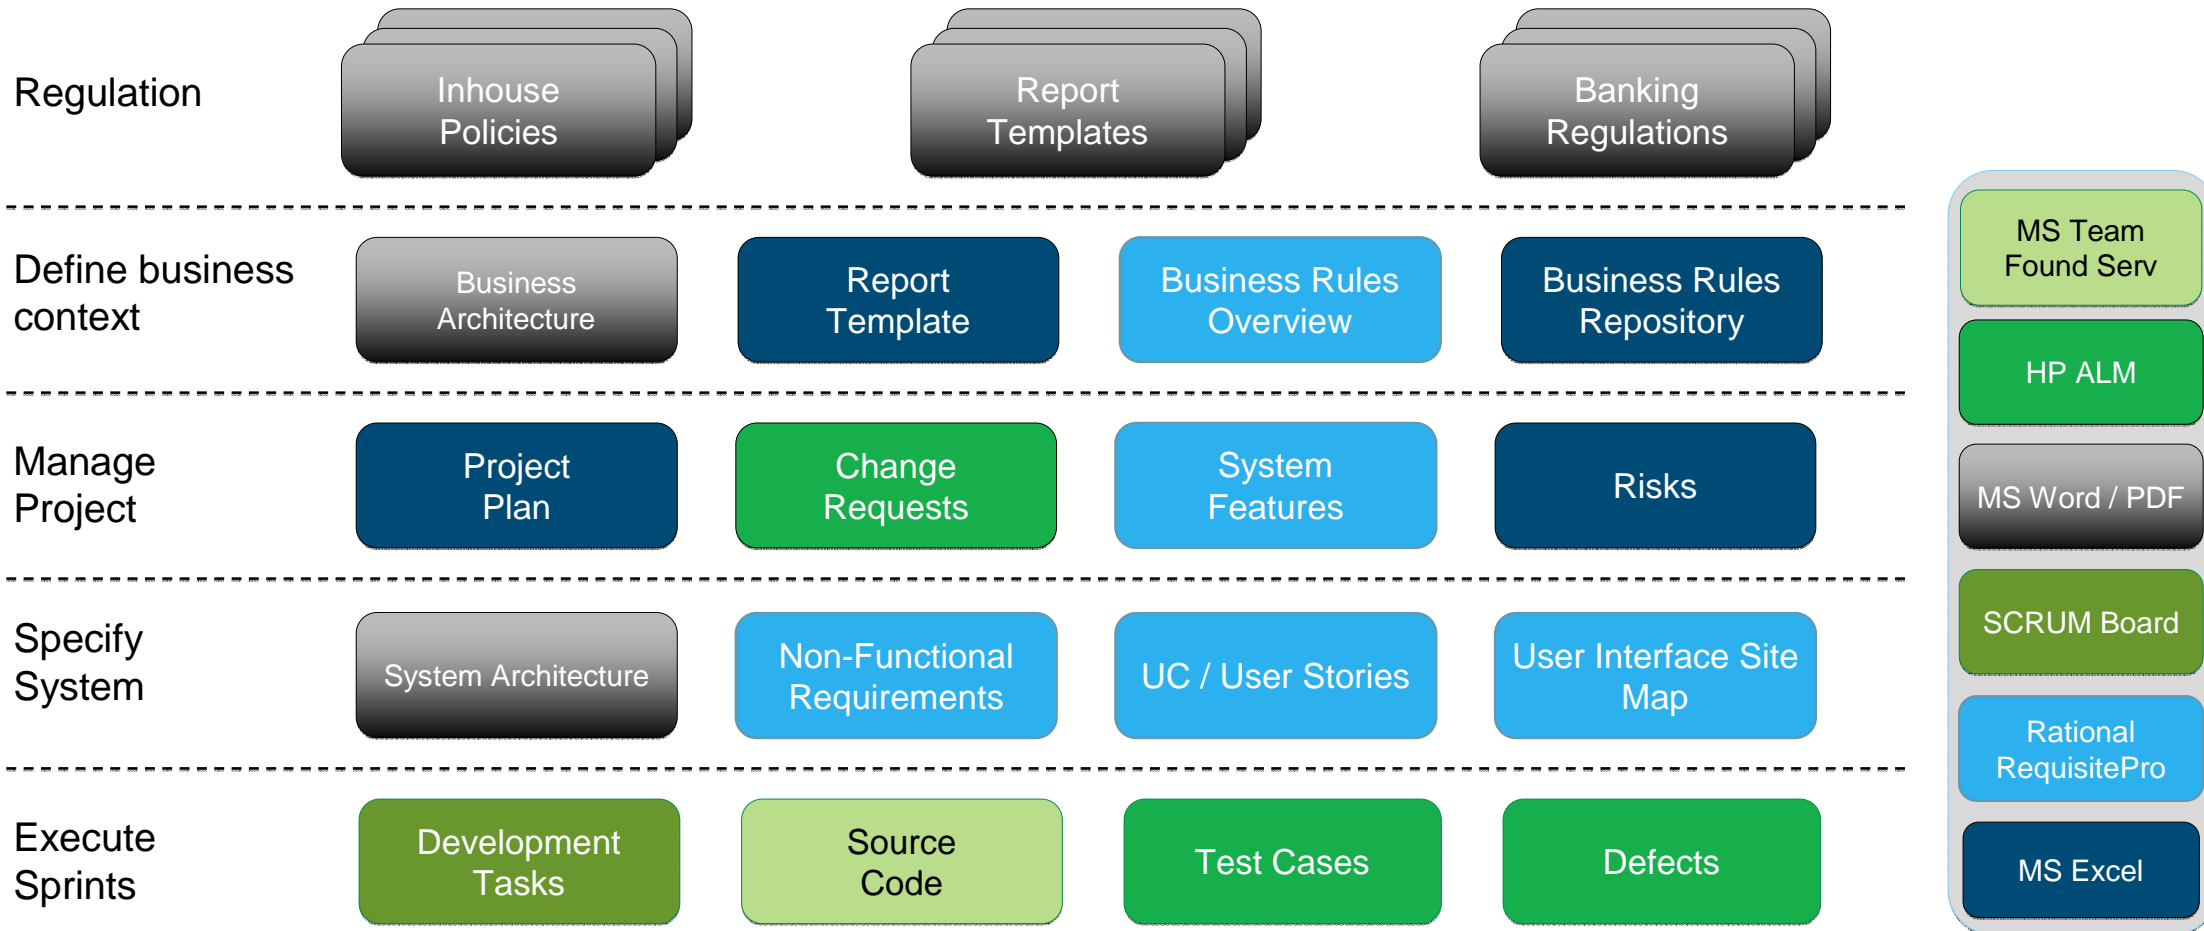 Regulation
Inhouse
Policies
Report
Templates
Banking
Regulations
Define business
context
Business
Architecture
Report
Template
Business Rules
Overview
Business Rules
Repository
Manage
Project
Project
Plan
Change
Requests
System
Features
Risks
Specify
System
System Architecture
Non-Functional
Requirements
UC / User Stories
User Interface Site
Map
Execute
Sprints
Development
Tasks
Source
Code
Test Cases
Defects
MS Team
Found Serv
HP ALM
MS Word / PDF
SCRUM Board
Rational
RequisitePro
MS Excel